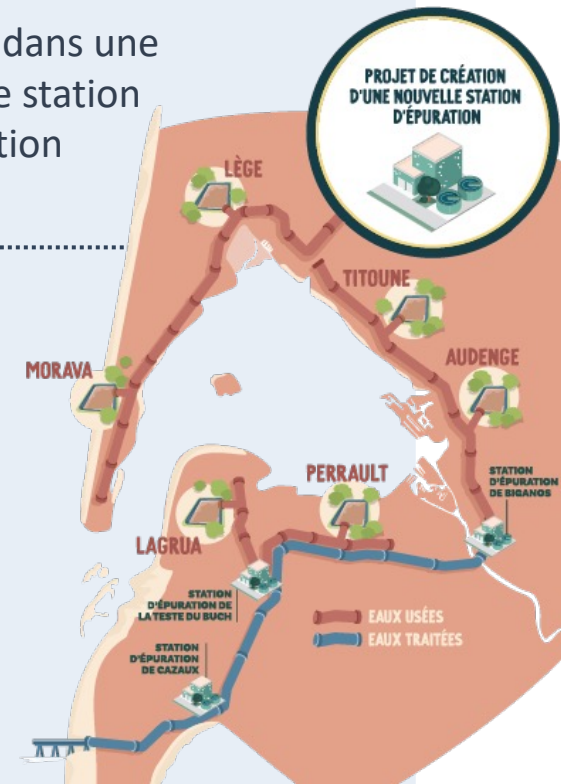 dans une
e station
tion
PROJET DE CRÉATION
D'UNE NOUVELLE STATION
D'ÉPURATION
LÈGE
TITOUNE
AUDENGE
MORAVA
PERRAULT
STATION
D'ÉPURATION
DE BIGANOS
LAGRUA
STATION
D'ÉPURATION DE
LA TESTE DU BUCH
EAUX USÉES
EAUX TRAITÉES
STATION
D'ÉPURATION
DE CAZAUX